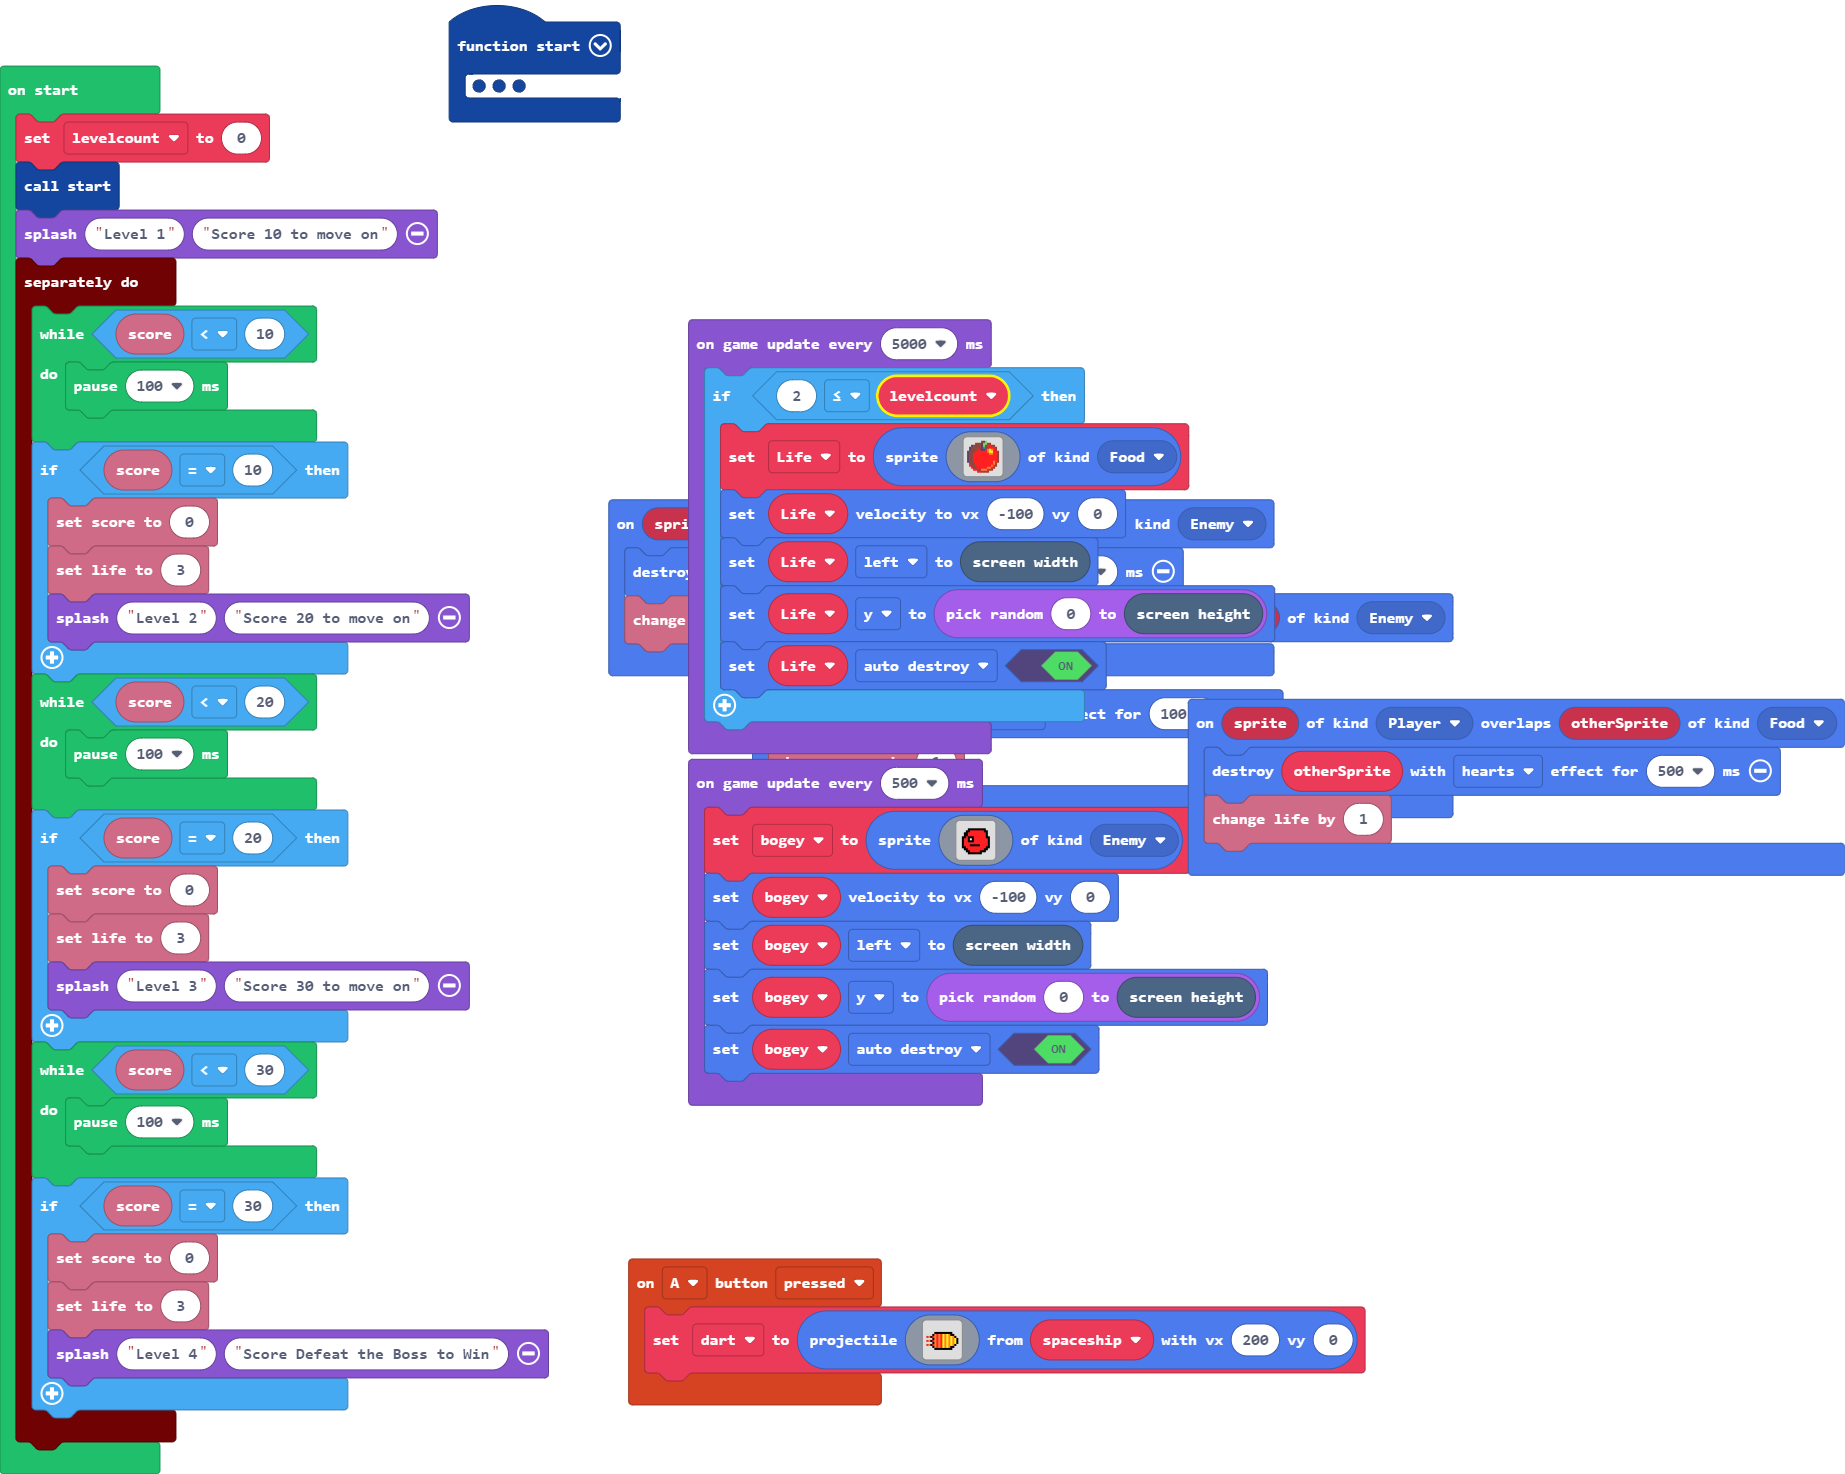 function start
on start
set levelcount to 0
call start
splash "Level 1" "Score 10 to move on"
separately do
while score < 10
do
pause 100 ms
if score = 10 then
set score to 0
set life to 3
splash "Level 2" "Score 20 to move on"
while score < 20
do
pause 100 ms
if score = 20 then
set score to 0
set life to 3
splash "Level 3" "Score 30 to move on"
while score < 30
do
pause 100 ms
if score = 30 then
set score to 0
set life to 3
splash "Level 4" "Score Defeat the Boss to Win"
on game update every 5000 ms
if 2 ≤ levelcount then
set Life to sprite of kind Food
set Life velocity to vx -100 vy 0
set Life left to screen width
set Life y to pick random 0 to screen height
set Life auto destroy ON
on kind Enemy
ms
change
of kind Enemy
for 100
on sprite of kind Player overlaps otherSprite of kind Food
destroy otherSprite with hearts effect for 500 ms
change life by 1
on game update every 500 ms
set bogey to sprite of kind Enemy
set bogey velocity to vx -100 vy 0
set bogey left to screen width
set bogey y to pick random 0 to screen height
set bogey auto destroy ON
on A button pressed
set dart to projectile from spaceship with vx 200 vy 0